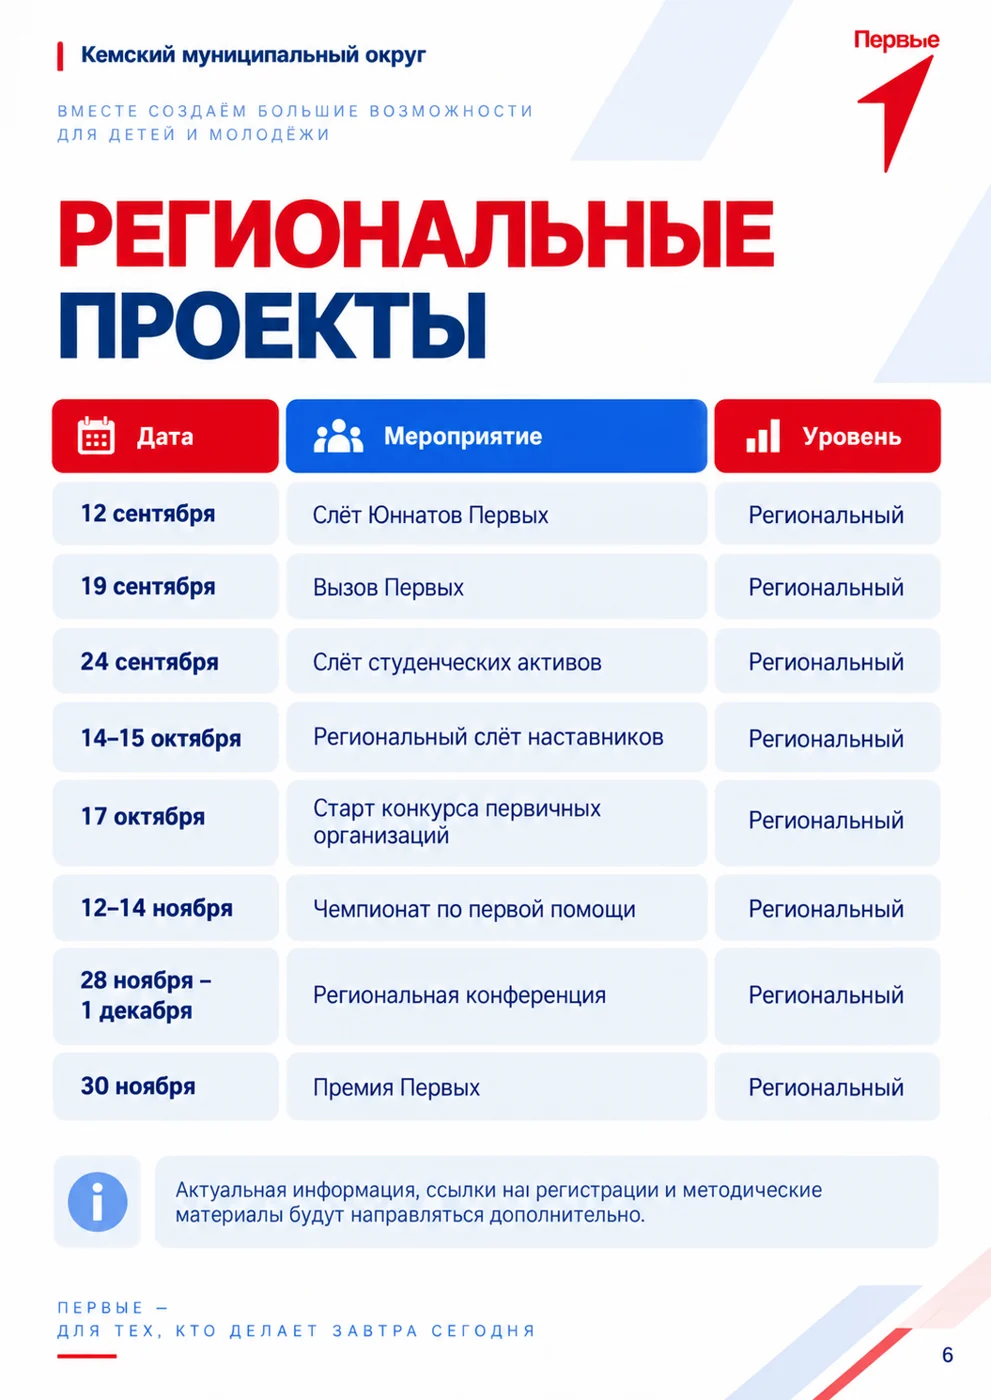 Кемский муниципальный округ
Первые
ВМЕСТЕ СОЗДАЁМ БОЛЬШИЕ ВОЗМОЖНОСТИ
ДЛЯ ДЕТЕЙ И МОЛОДЁЖИ
РЕГИОНАЛЬНЫЕ
ПРОЕКТЫ
Дата Мероприятие Уровень
12 сентября Слёт Юннатов Первых Региональный
19 сентября Вызов Первых Региональный
24 сентября Слёт студенческих активов Региональный
14–15 октября Региональный слёт наставников Региональный
17 октября Старт конкурса первичных
организаций Региональный
12–14 ноября Чемпионат по первой помощи Региональный
28 ноября –
1 декабря Региональная конференция Региональный
30 ноября Премия Первых Региональный
Актуальная информация, ссылки наı регистрации и методические
материалы будут направляться дополнительно.
ПЕРВЫЕ –
ДЛЯ ТЕХ, КТО ДЕЛАЕТ ЗАВТРА СЕГОДНЯ
6